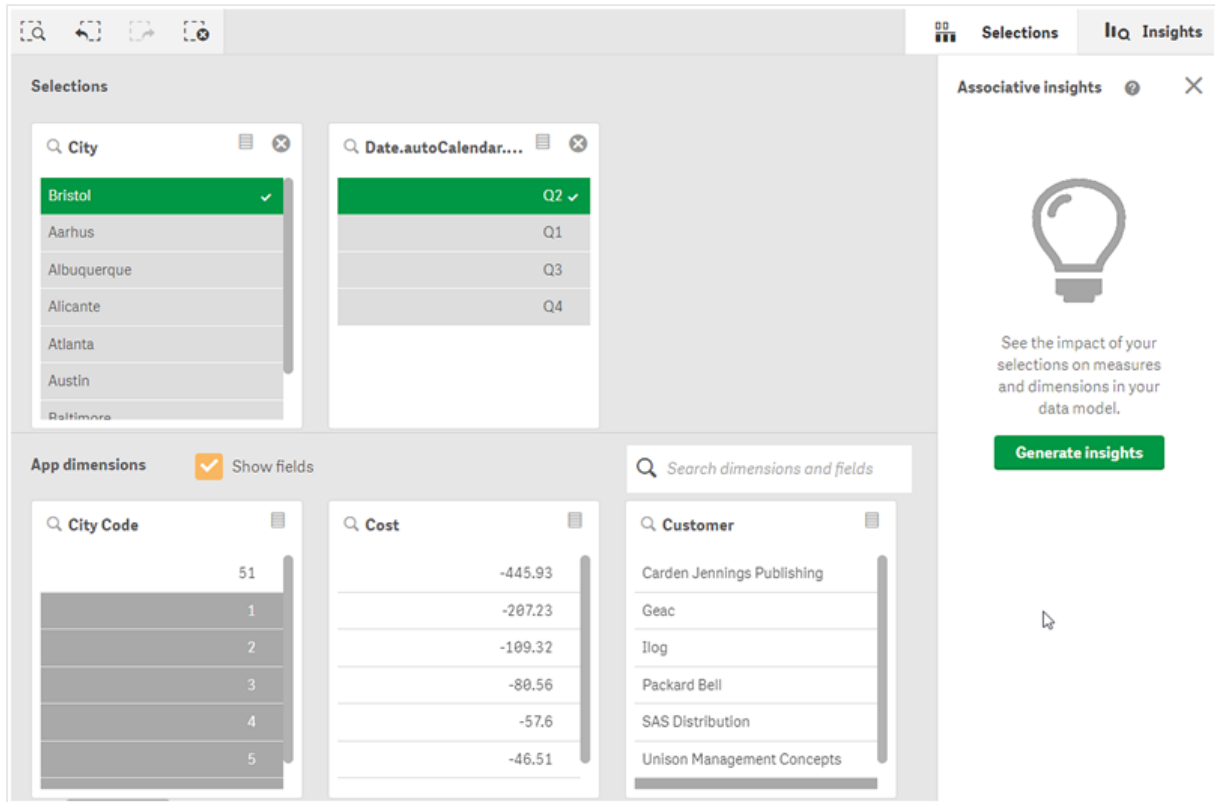 Selections
Insights
Selections
Associative insights
City
Date.autoCalendar....
Bristol
Aarhus
Albuquerque
Alicante
Atlanta
Austin
Baltimore
Q2
Q1
Q3
Q4
See the impact of your
selections on measures
and dimensions in your
data model.
Generate insights
App dimensions
Show fields
Search dimensions and fields
City Code
51
1
2
3
4
5
Cost
-445.93
-207.23
-109.32
-80.56
-57.6
-46.51
Customer
Carden Jennings Publishing
Geac
Ilog
Packard Bell
SAS Distribution
Unison Management Concepts